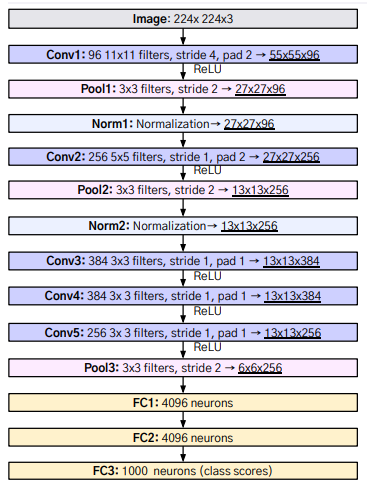 Image: 224x 224x3
Conv1: 96 11x11 filters, stride 4, pad 2 → 55x55x96
ReLU
Pool1: 3x3 filters, stride 2 → 27x27x96
Norm1: Normalization→ 27x27x96
Conv2: 256 5x5 filters, stride 1, pad 2 → 27x27x256
ReLU
Pool2: 3x3 filters, stride 2 → 13x13x256
Norm2: Normalization→ 13x13x256
Conv3: 384 3x3 filters, stride 1, pad 1 → 13x13x384
ReLU
Conv4: 384 3x 3 filters, stride 1, pad 1 → 13x13x384
ReLU
Conv5: 256 3x 3 filters, stride 1, pad 1 → 13x13x256
ReLU
Pool3: 3x3 filters, stride 2 → 6x6x256
FC1: 4096 neurons
FC2: 4096 neurons
FC3: 1000 neurons (class scores)